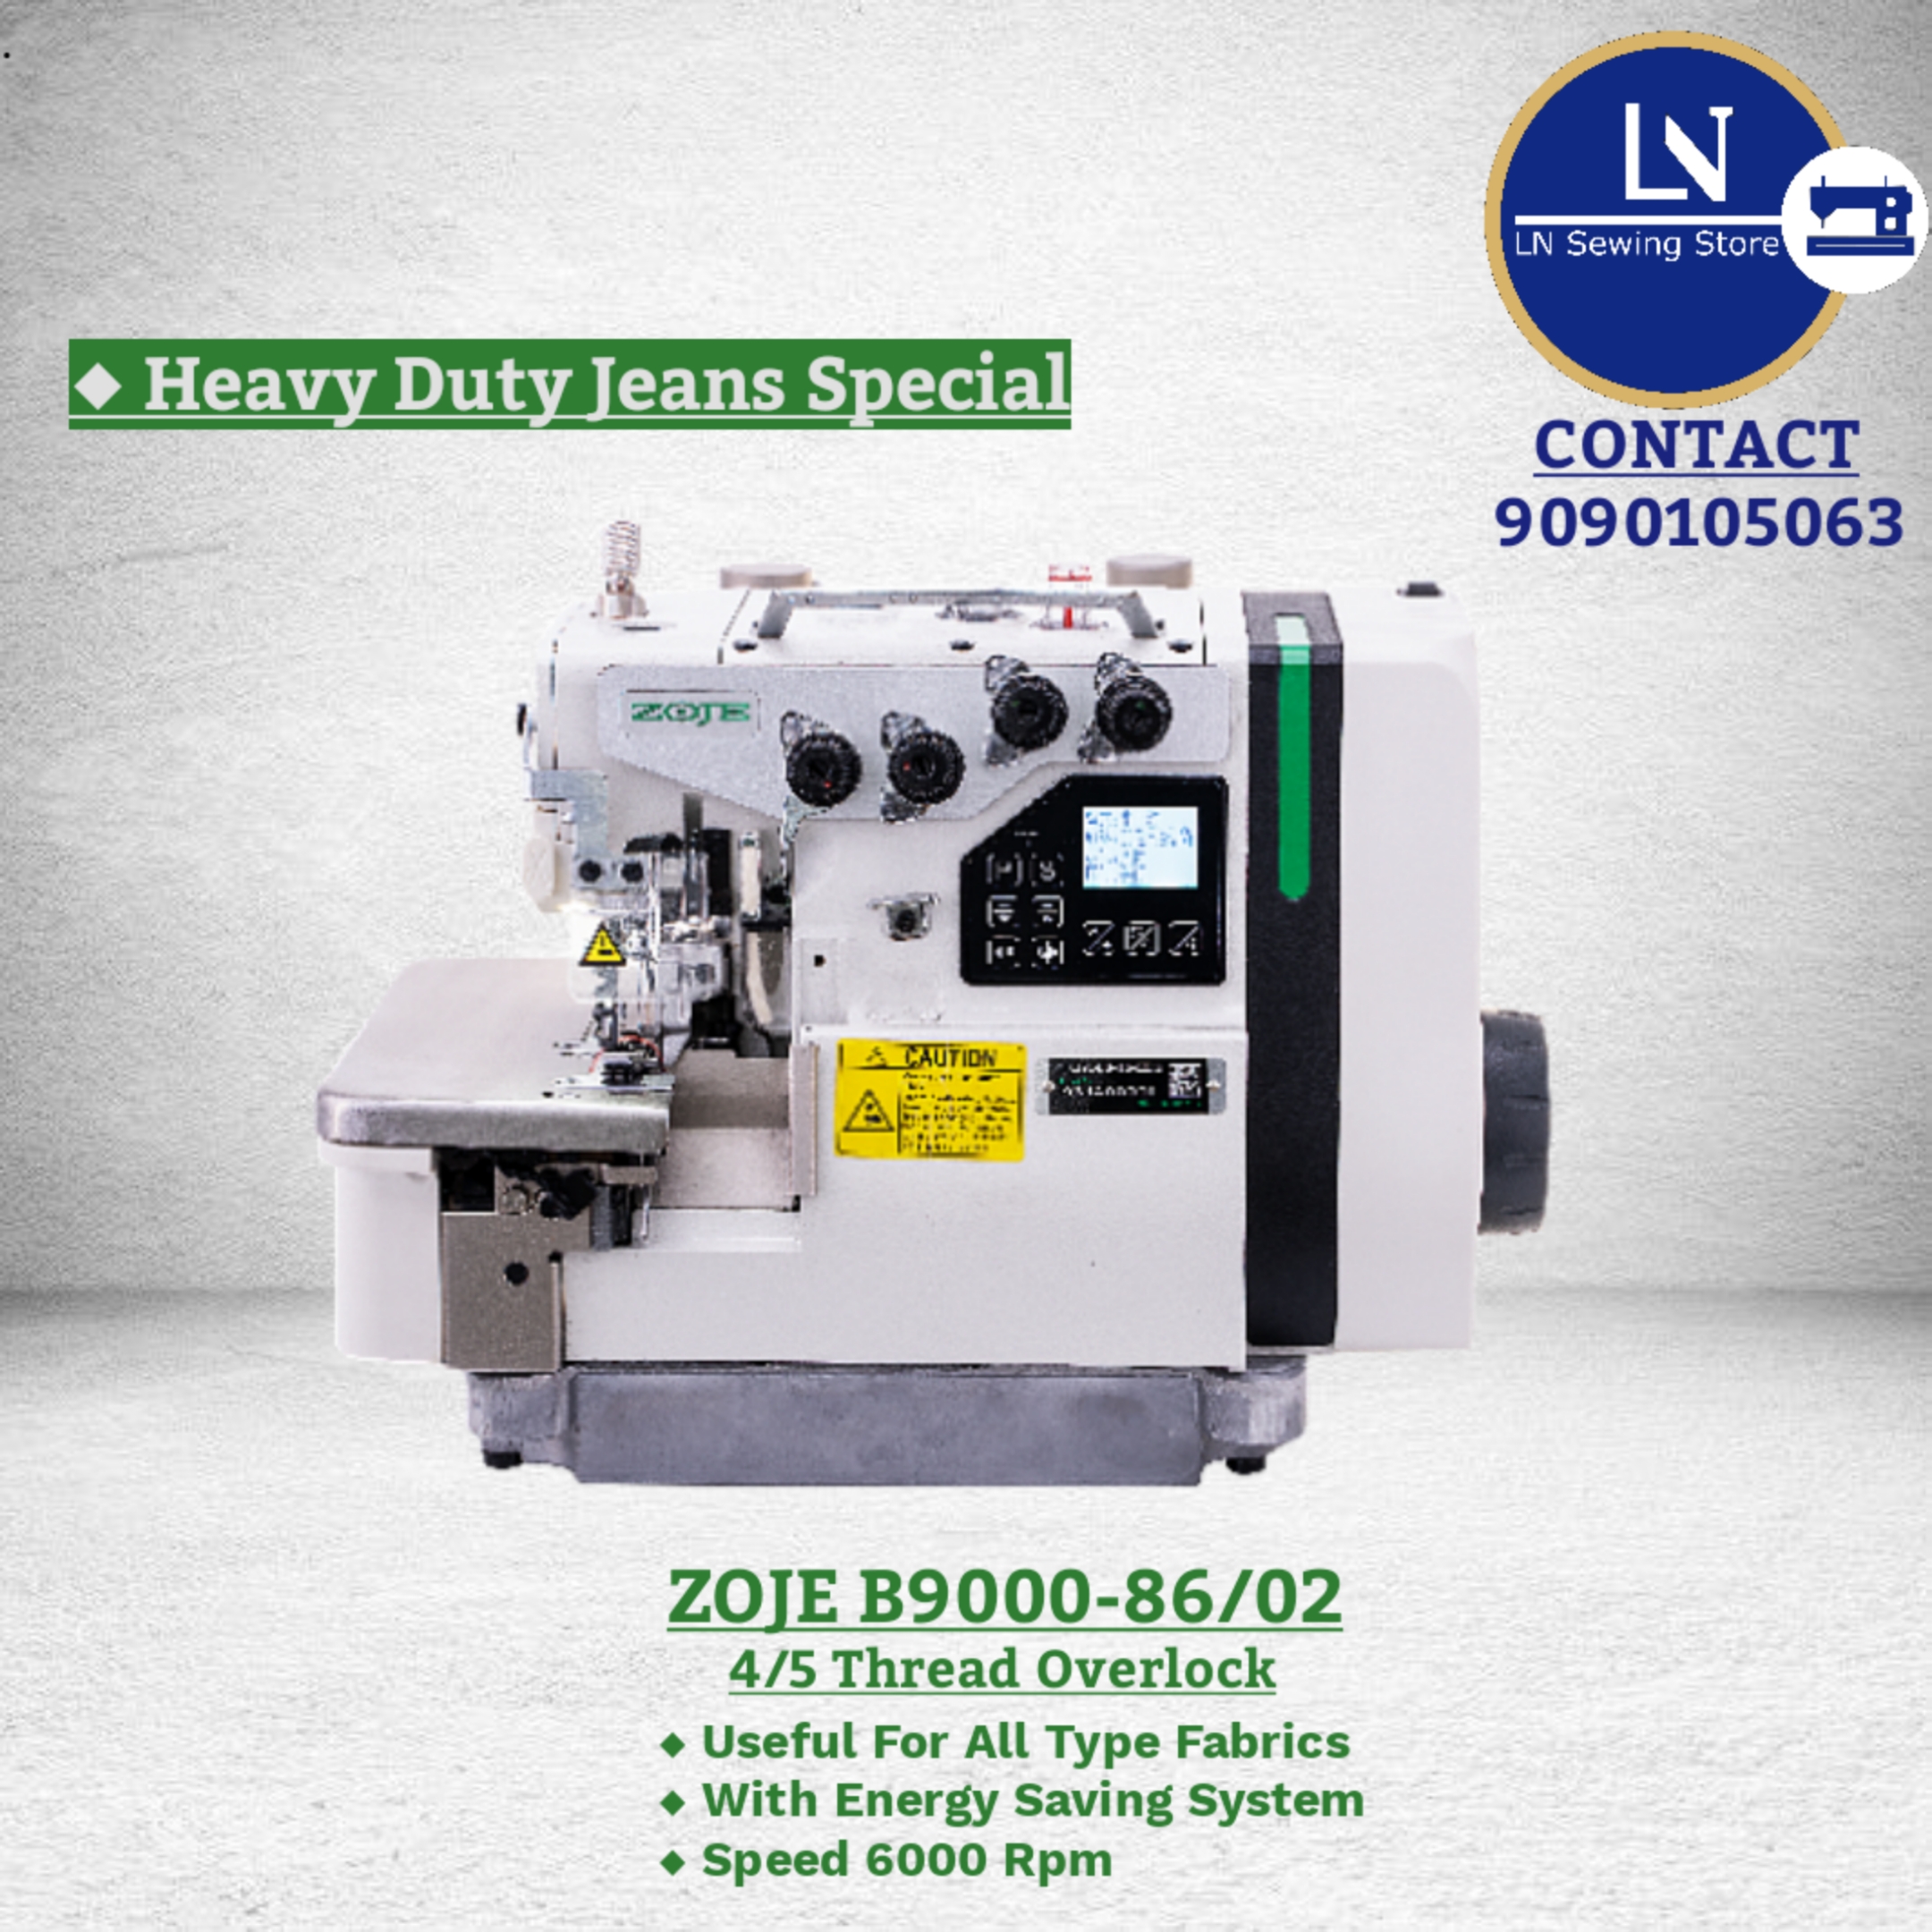 LN
LN Sewing Store
◆ Heavy Duty Jeans Special
CONTACT
9090105063
ZOJE
P S
CAUTION
ZOJE B9000-86/02
4/5 Thread Overlock
◆ Useful For All Type Fabrics
◆ With Energy Saving System
◆ Speed 6000 Rpm